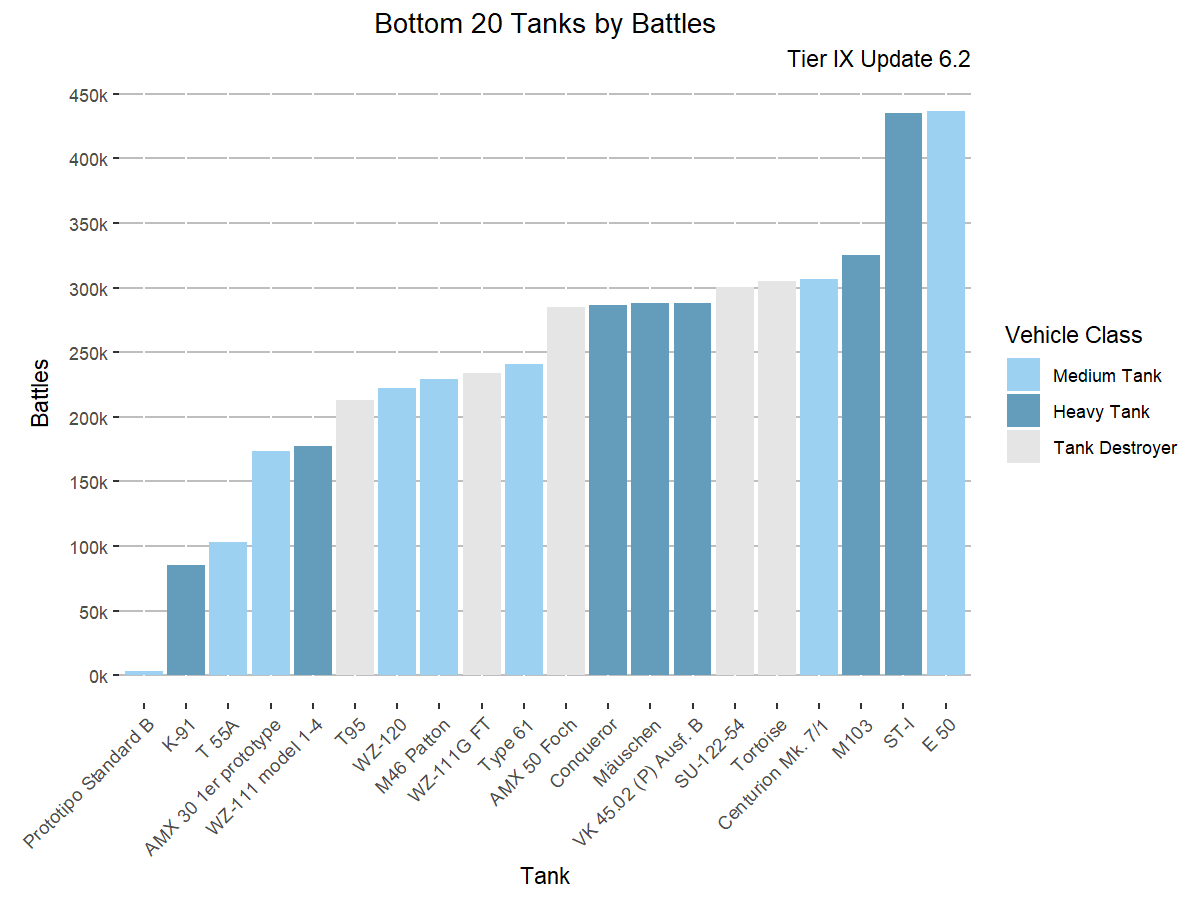 Bottom 20 Tanks by Battles
Tier IX Update 6.2
450k
400k
350k
300k
250k
200k
150k
100k
50k
0k
Battles
Prototipo Standard B
K-91
T 55A
AMX 30 1er prototype
WZ-111 model 1-4
T95
WZ-120
M46 Patton
WZ-111G FT
Type 61
AMX 50 Foch
Conqueror
Mäuschen
VK 45.02 (P) Ausf. B
SU-122-54
Tortoise
Centurion Mk. 7/1
M103
ST-I
E 50
Tank
Vehicle Class
Medium Tank
Heavy Tank
Tank Destroyer